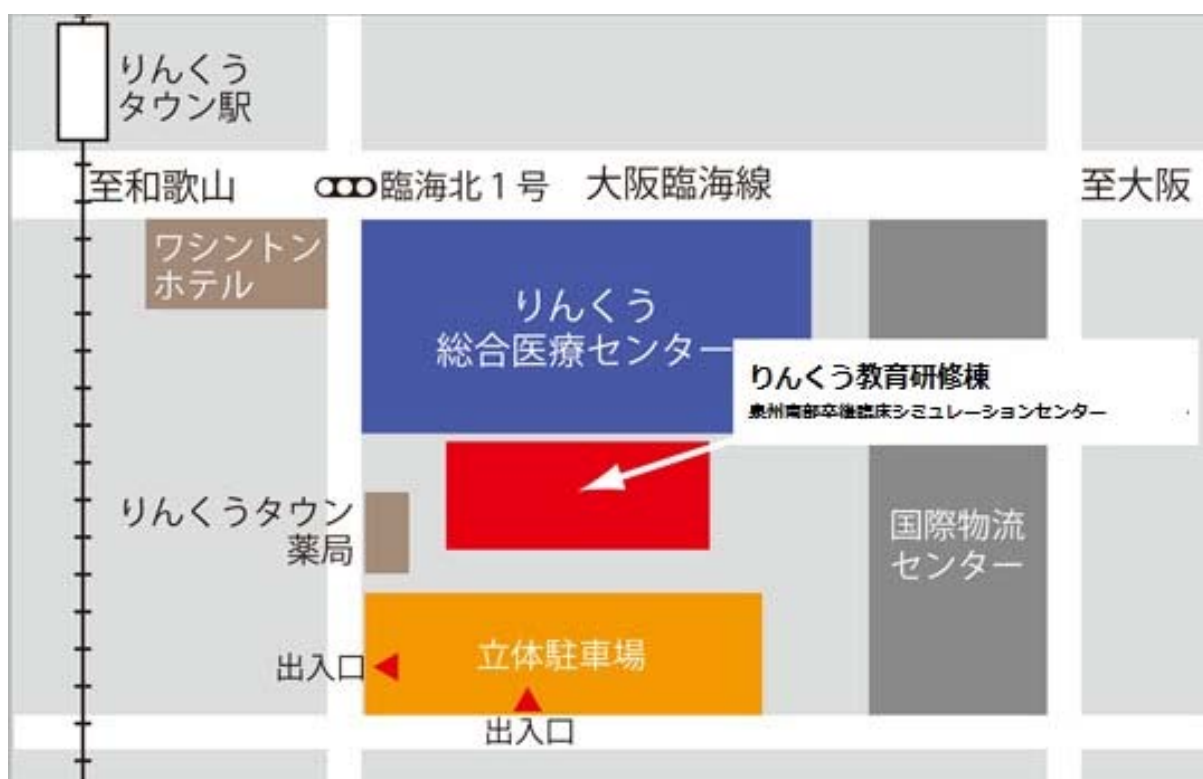 りんくう
タウン駅
至和歌山
臨海北1号
大阪臨海線
至大阪
ワシントン
ホテル
りんくう
総合医療センター
りんくう教育研修棟
泉州南部卒後臨床シミュレーションセンター
りんくうタウン
薬局
国際物流
センター
立体駐車場
出入口
出入口